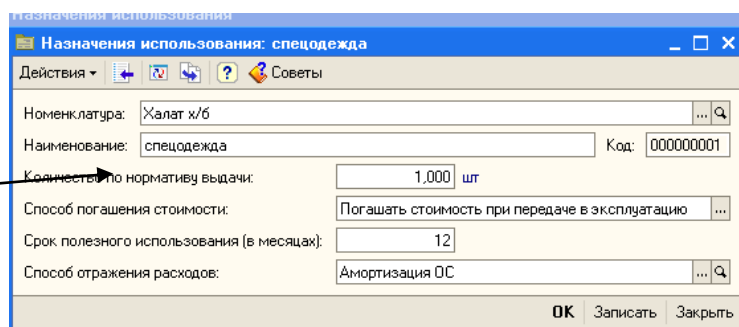 Назначения использования
Назначения использования: спецодежда
Действия Советы
Номенклатура: Халат х/б
Наименование: спецодежда Код: 000000001
Количество по нормативу выдачи: 1,000 шт
Способ погашения стоимости: Погашать стоимость при передаче в эксплуатацию
Срок полезного использования (в месяцах): 12
Способ отражения расходов: Амортизация ОС
OK Записать Закрыть